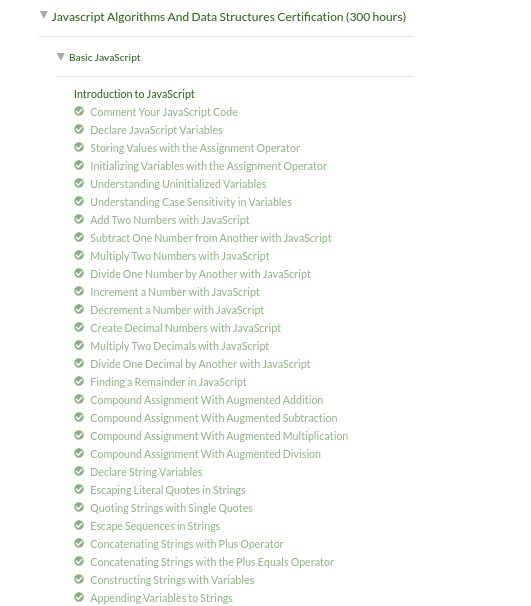 Javascript Algorithms And Data Structures Certification (300 hours)
Basic JavaScript
Introduction to JavaScript
Comment Your JavaScript Code
Declare JavaScript Variables
Storing Values with the Assignment Operator
Initializing Variables with the Assignment Operator
Understanding Uninitialized Variables
Understanding Case Sensitivity in Variables
Add Two Numbers with JavaScript
Subtract One Number from Another with JavaScript
Multiply Two Numbers with JavaScript
Divide One Number by Another with JavaScript
Increment a Number with JavaScript
Decrement a Number with JavaScript
Create Decimal Numbers with JavaScript
Multiply Two Decimals with JavaScript
Divide One Decimal by Another with JavaScript
Finding a Remainder in JavaScript
Compound Assignment With Augmented Addition
Compound Assignment With Augmented Subtraction
Compound Assignment With Augmented Multiplication
Compound Assignment With Augmented Division
Declare String Variables
Escaping Literal Quotes in Strings
Quoting Strings with Single Quotes
Escape Sequences in Strings
Concatenating Strings with Plus Operator
Concatenating Strings with the Plus Equals Operator
Constructing Strings with Variables
Appending Variables to Strings